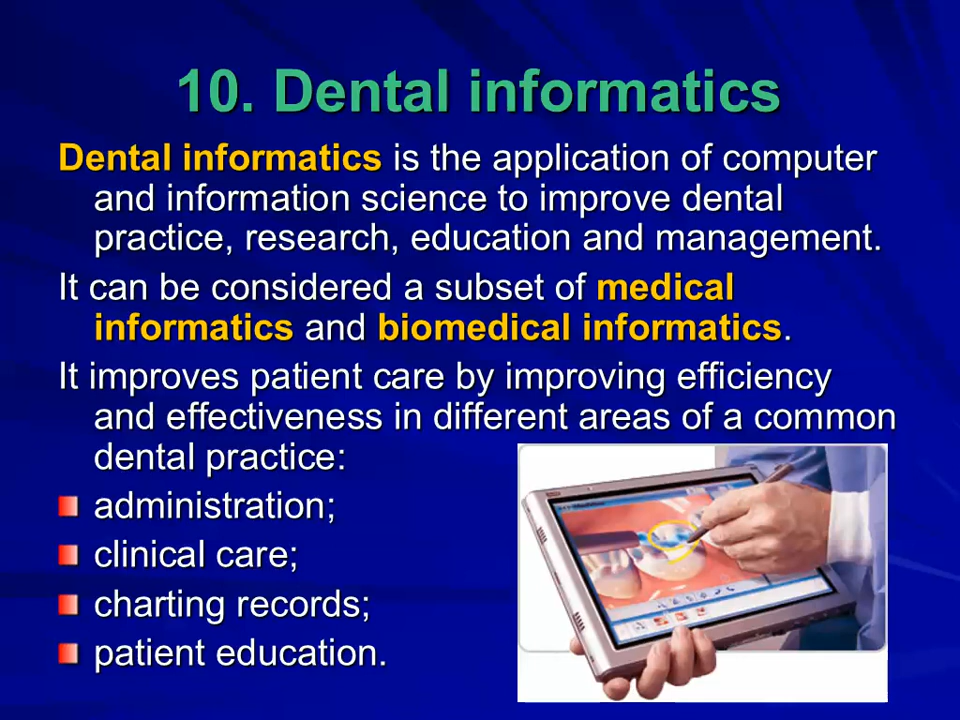 10. Dental informatics
Dental informatics is the application of computer
and information science to improve dental
practice, research, education and management.
It can be considered a subset of medical
informatics and biomedical informatics.
It improves patient care by improving efficiency
and effectiveness in different areas of a common
dental practice:
administration;
clinical care;
charting records;
patient education.